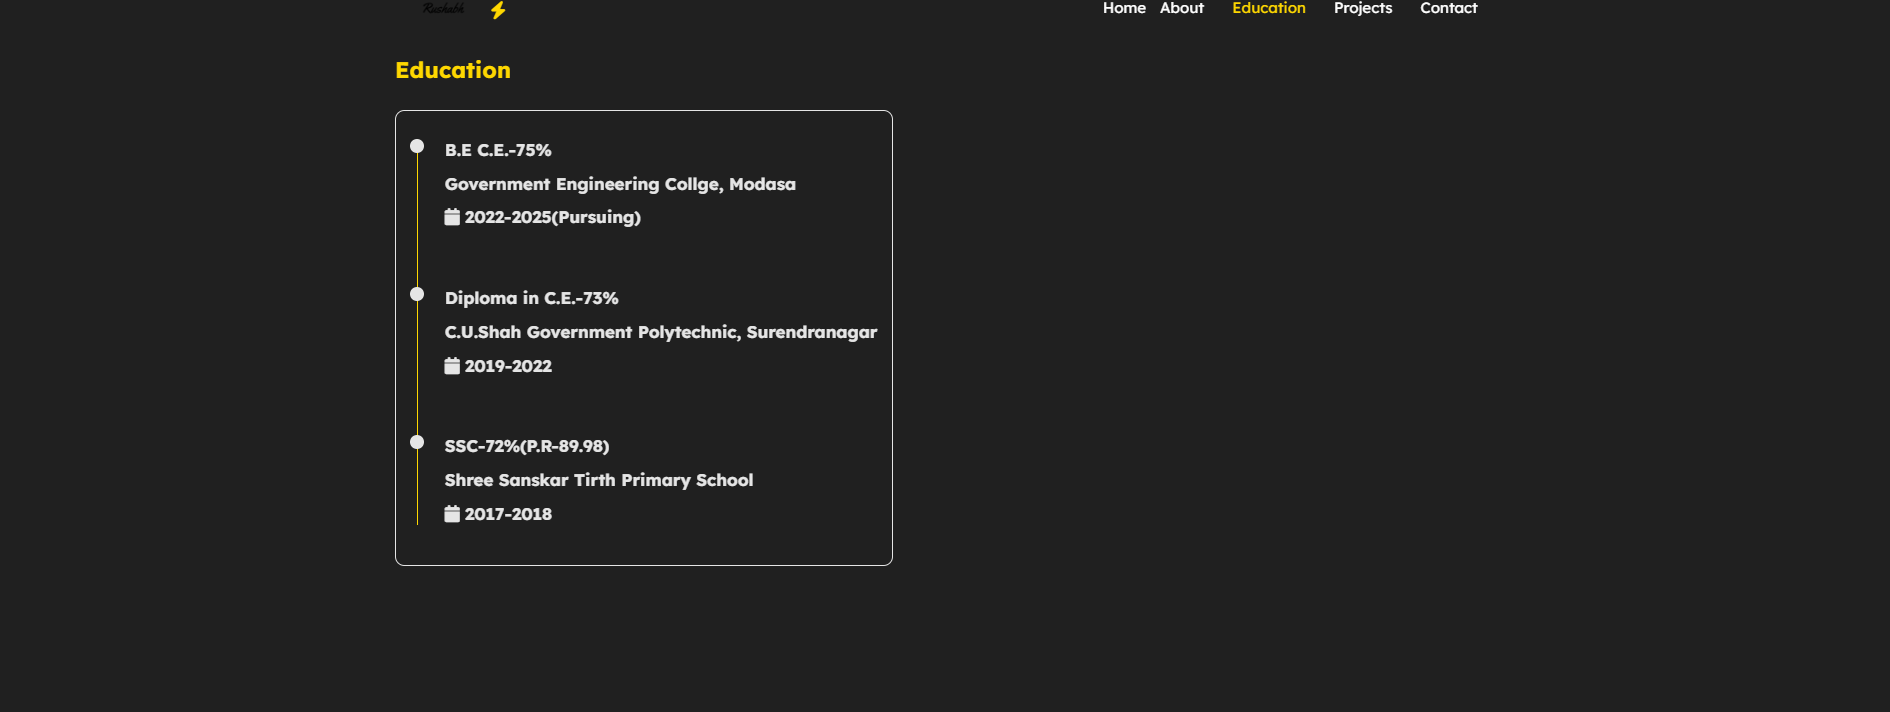 Rushabh
Home About Education Projects Contact
Education
B.E C.E.-75%
Government Engineering Collge, Modasa
2022-2025(Pursuing)
Diploma in C.E.-73%
C.U.Shah Government Polytechnic, Surendranagar
2019-2022
SSC-72%(P.R-89.98)
Shree Sanskar Tirth Primary School
2017-2018